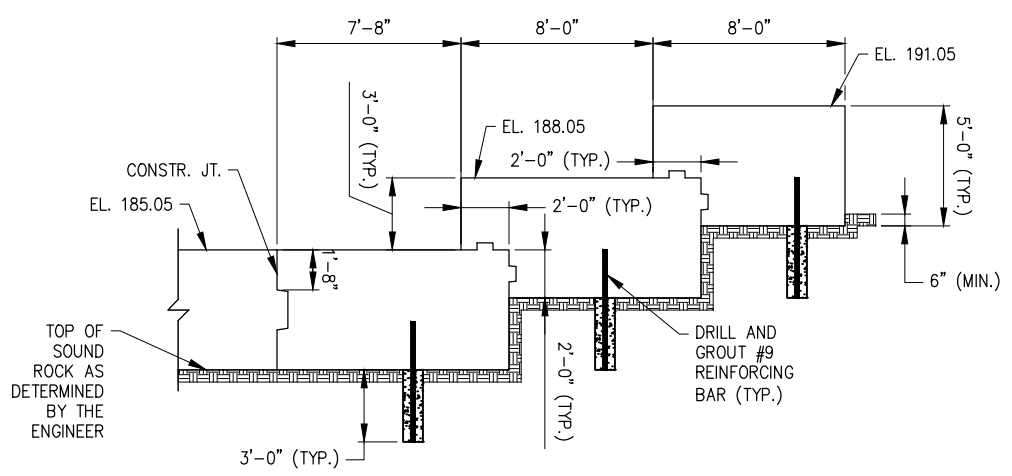 7'-8"
8'-0"
8'-0"
EL. 191.05
3'-0" (TYP.)
EL. 188.05
5'-0" (TYP.)
2'-0" (TYP.)
CONSTR. JT.
EL. 185.05
2'-0" (TYP.)
1'-8"
6" (MIN.)
TOP OF
SOUND
ROCK AS
DETERMINED
BY THE
ENGINEER
2'-0" (TYP.)
DRILL AND
GROUT #9
REINFORCING
BAR (TYP.)
3'-0" (TYP.)